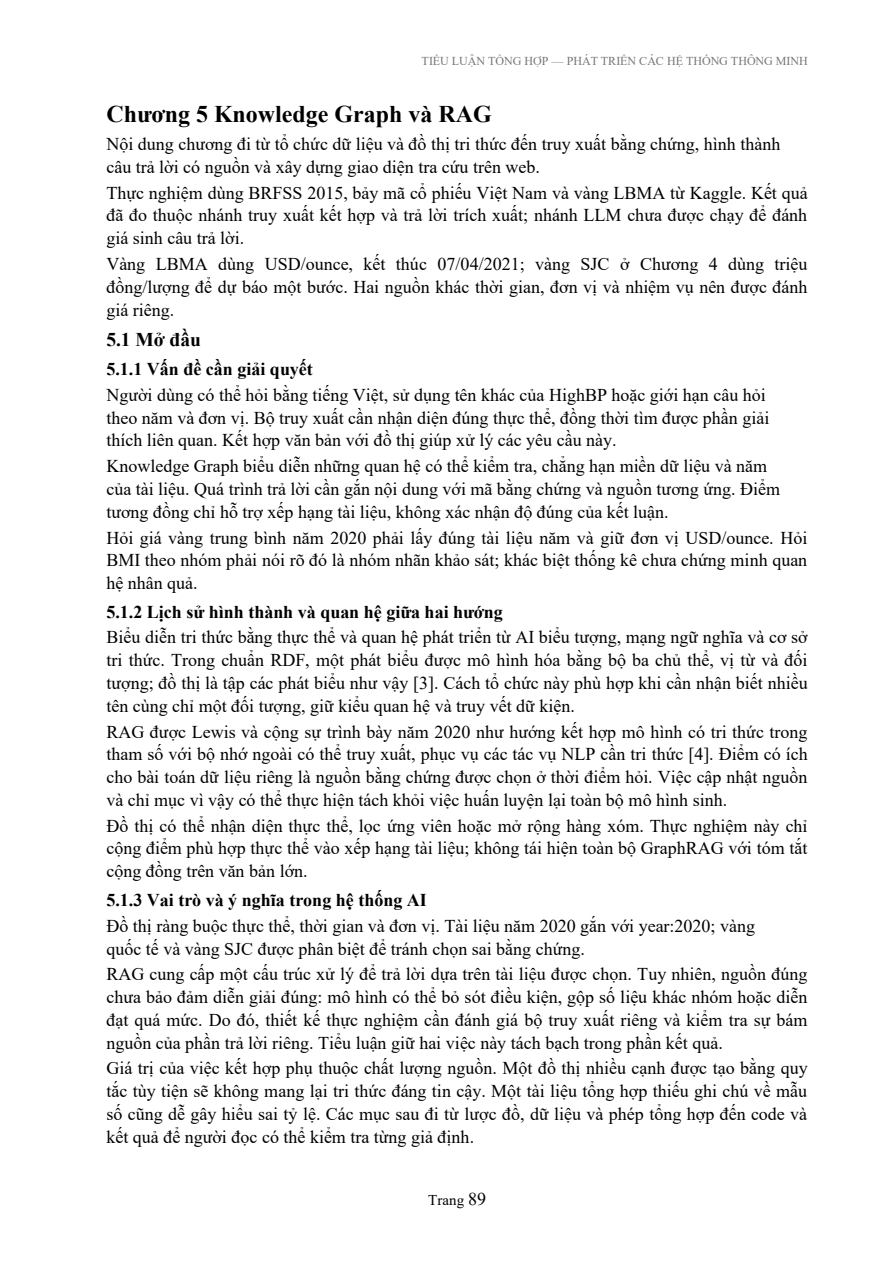 TIỂU LUẬN TỔNG HỢP — PHÁT TRIỂN CÁC HỆ THỐNG THÔNG MINH
Chương 5 Knowledge Graph và RAG
Nội dung chương đi từ tổ chức dữ liệu và đồ thị tri thức đến truy xuất bằng chứng, hình thành
câu trả lời có nguồn và xây dựng giao diện tra cứu trên web.
Thực nghiệm dùng BRFSS 2015, bảy mã cổ phiếu Việt Nam và vàng LBMA từ Kaggle. Kết quả
đã đo thuộc nhánh truy xuất kết hợp và trả lời trích xuất; nhánh LLM chưa được chạy để đánh
giá sinh câu trả lời.
Vàng LBMA dùng USD/ounce, kết thúc 07/04/2021; vàng SJC ở Chương 4 dùng triệu
đồng/lượng để dự báo một bước. Hai nguồn khác thời gian, đơn vị và nhiệm vụ nên được đánh
giá riêng.
5.1 Mở đầu
5.1.1 Vấn đề cần giải quyết
Người dùng có thể hỏi bằng tiếng Việt, sử dụng tên khác của HighBP hoặc giới hạn câu hỏi
theo năm và đơn vị. Bộ truy xuất cần nhận diện đúng thực thể, đồng thời tìm được phần giải
thích liên quan. Kết hợp văn bản với đồ thị giúp xử lý các yêu cầu này.
Knowledge Graph biểu diễn những quan hệ có thể kiểm tra, chẳng hạn miền dữ liệu và năm
của tài liệu. Quá trình trả lời cần gắn nội dung với mã bằng chứng và nguồn tương ứng. Điểm
tương đồng chỉ hỗ trợ xếp hạng tài liệu, không xác nhận độ đúng của kết luận.
Hỏi giá vàng trung bình năm 2020 phải lấy đúng tài liệu năm và giữ đơn vị USD/ounce. Hỏi
BMI theo nhóm phải nói rõ đó là nhóm nhãn khảo sát; khác biệt thống kê chưa chứng minh quan
hệ nhân quả.
5.1.2 Lịch sử hình thành và quan hệ giữa hai hướng
Biểu diễn tri thức bằng thực thể và quan hệ phát triển từ AI biểu tượng, mạng ngữ nghĩa và cơ sở
tri thức. Trong chuẩn RDF, một phát biểu được mô hình hóa bằng bộ ba chủ thể, vị từ và đối
tượng; đồ thị là tập các phát biểu như vậy [3]. Cách tổ chức này phù hợp khi cần nhận biết nhiều
tên cùng chỉ một đối tượng, giữ kiểu quan hệ và truy vết dữ kiện.
RAG được Lewis và cộng sự trình bày năm 2020 như hướng kết hợp mô hình có tri thức trong
tham số với bộ nhớ ngoài có thể truy xuất, phục vụ các tác vụ NLP cần tri thức [4]. Điểm có ích
cho bài toán dữ liệu riêng là nguồn bằng chứng được chọn ở thời điểm hỏi. Việc cập nhật nguồn
và chỉ mục vì vậy có thể thực hiện tách khỏi việc huấn luyện lại toàn bộ mô hình sinh.
Đồ thị có thể nhận diện thực thể, lọc ứng viên hoặc mở rộng hàng xóm. Thực nghiệm này chỉ
cộng điểm phù hợp thực thể vào xếp hạng tài liệu; không tái hiện toàn bộ GraphRAG với tóm tắt
cộng đồng trên văn bản lớn.
5.1.3 Vai trò và ý nghĩa trong hệ thống AI
Đồ thị ràng buộc thực thể, thời gian và đơn vị. Tài liệu năm 2020 gắn với year:2020; vàng
quốc tế và vàng SJC được phân biệt để tránh chọn sai bằng chứng.
RAG cung cấp một cấu trúc xử lý để trả lời dựa trên tài liệu được chọn. Tuy nhiên, nguồn đúng
chưa bảo đảm diễn giải đúng: mô hình có thể bỏ sót điều kiện, gộp số liệu khác nhóm hoặc diễn
đạt quá mức. Do đó, thiết kế thực nghiệm cần đánh giá bộ truy xuất riêng và kiểm tra sự bám
nguồn của phần trả lời riêng. Tiểu luận giữ hai việc này tách bạch trong phần kết quả.
Giá trị của việc kết hợp phụ thuộc chất lượng nguồn. Một đồ thị nhiều cạnh được tạo bằng quy
tắc tùy tiện sẽ không mang lại tri thức đáng tin cậy. Một tài liệu tổng hợp thiếu ghi chú về mẫu
số cũng dễ gây hiểu sai tỷ lệ. Các mục sau đi từ lược đồ, dữ liệu và phép tổng hợp đến code và
kết quả để người đọc có thể kiểm tra từng giả định.
Trang 89